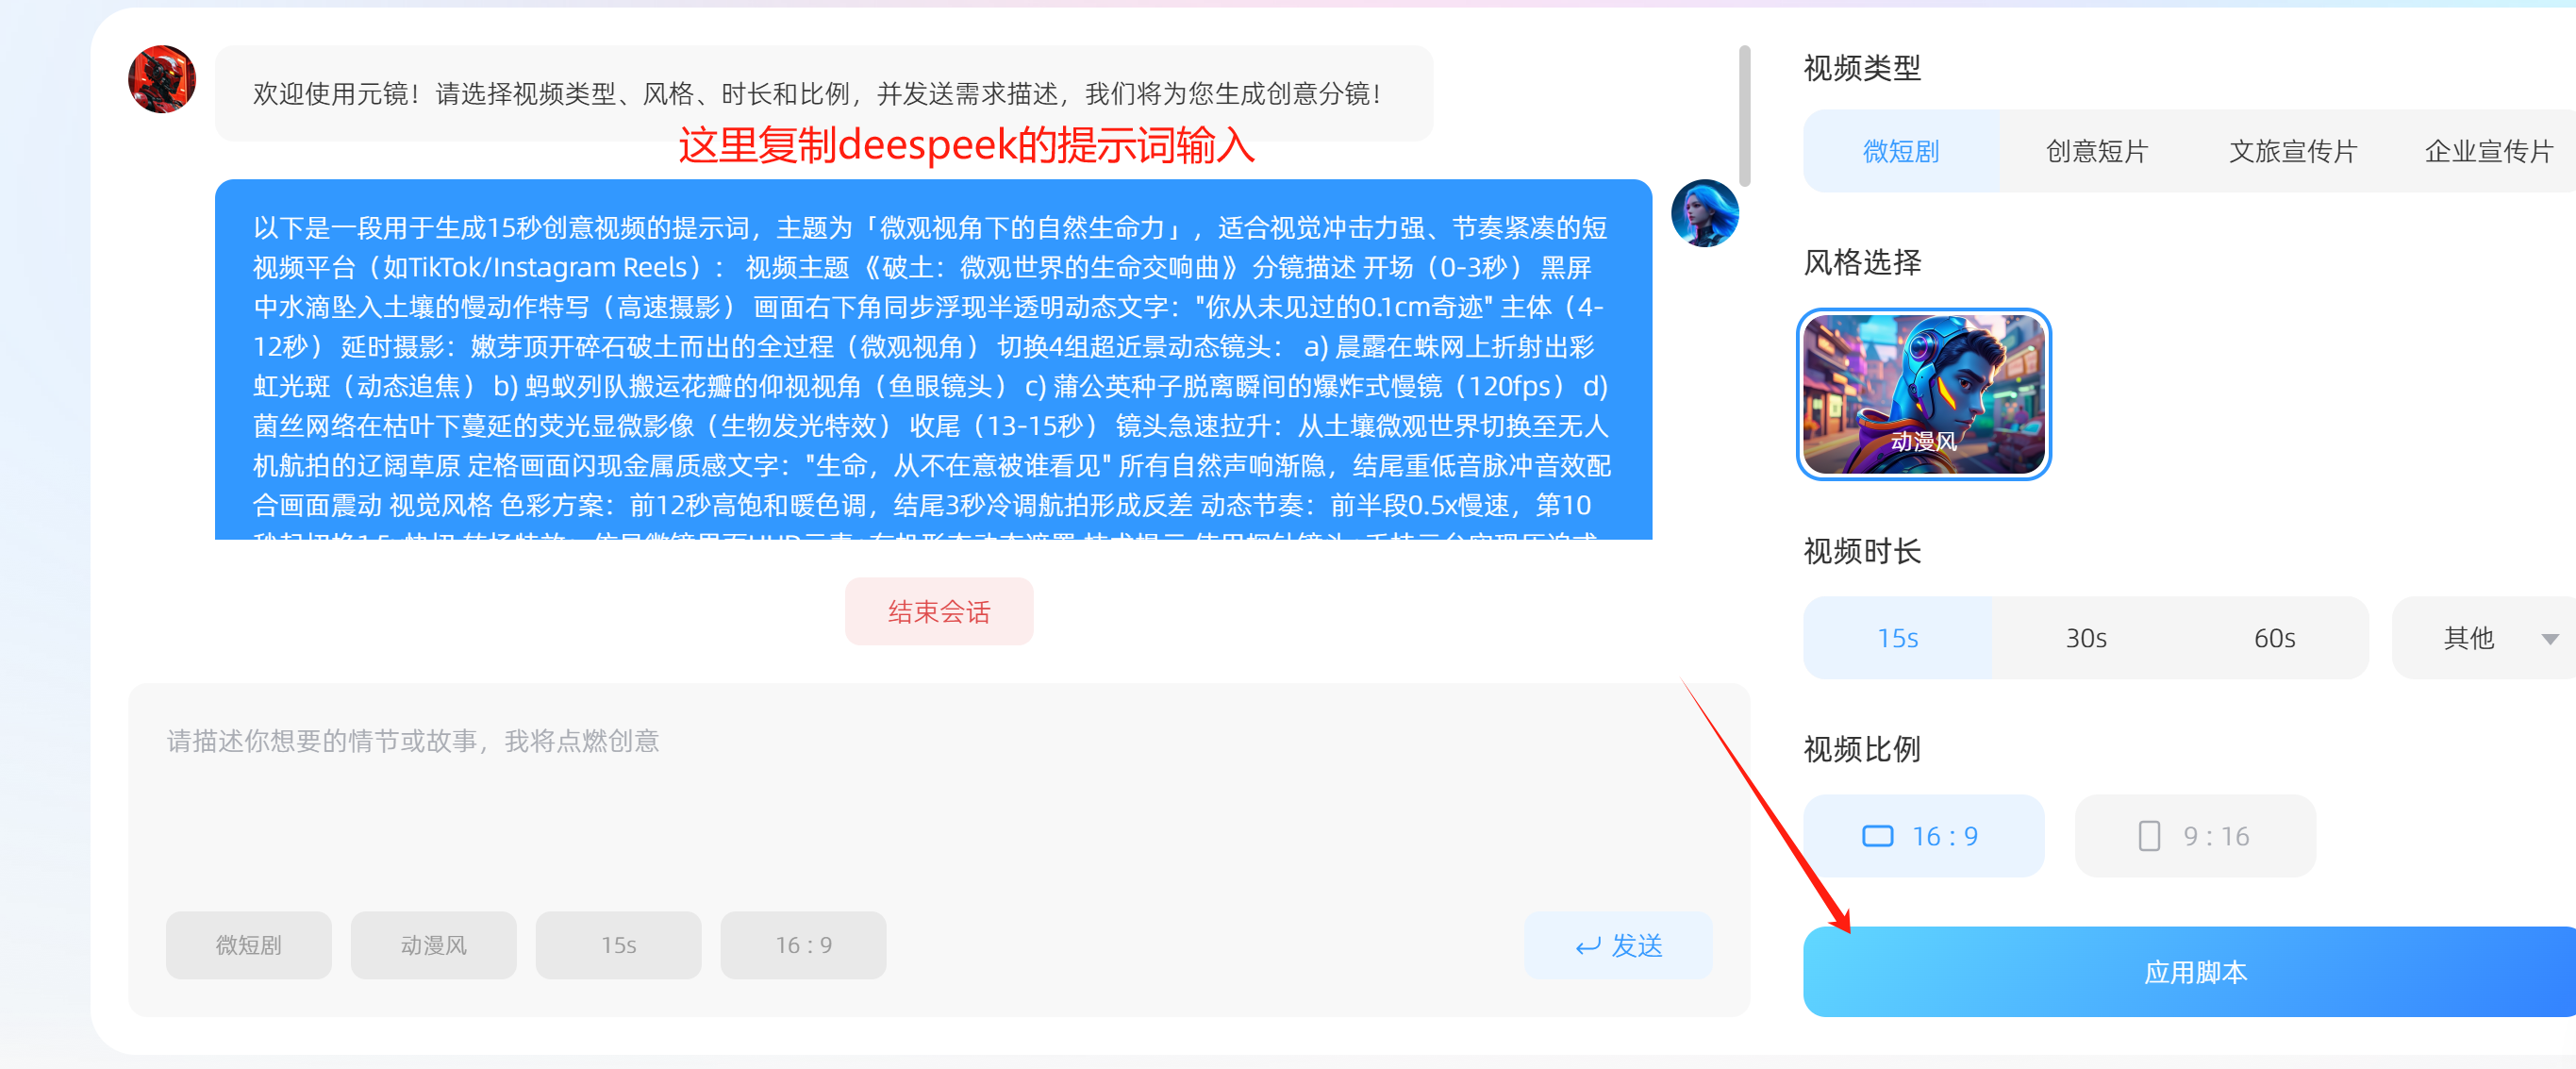 欢迎使用元镜！请选择视频类型、风格、时长和比例，并发送需求描述，我们将为您生成创意分镜！
这里复制deespeek的提示词输入
以下是一段用于生成15秒创意视频的提示词，主题为「微观视角下的自然生命力」，适合视觉冲击力强、节奏紧凑的短
视频平台（如TikTok/Instagram Reels）： 视频主题 《破土：微观世界的生命交响曲》 分镜描述 开场（0-3秒） 黑屏
中水滴坠入土壤的慢动作特写（高速摄影） 画面右下角同步浮现半透明动态文字："你从未见过的0.1cm奇迹" 主体（4-
12秒） 延时摄影：嫩芽顶开碎石破土而出的全过程（微观视角） 切换4组超近景动态镜头： a) 晨露在蛛网上折射出彩
虹光斑（动态追焦） b) 蚂蚁列队搬运花瓣的仰视视角（鱼眼镜头） c) 蒲公英种子脱离瞬间的爆炸式慢镜（120fps） d)
菌丝网络在枯叶下蔓延的荧光显微影像（生物发光特效） 收尾（13-15秒） 镜头急速拉升：从土壤微观世界切换至无人
机航拍的辽阔草原 定格画面闪现金属质感文字："生命，从不在意被谁看见" 所有自然声响渐隐，结尾重低音脉冲音效配
合画面震动 视觉风格 色彩方案：前12秒高饱和暖色调，结尾3秒冷调航拍形成反差 动态节奏：前半段0.5x慢速，第10
结束会话
请描述你想要的情节或故事，我将点燃创意
微短剧
动漫风
15s
16 : 9
发送
视频类型
微短剧
创意短片
文旅宣传片
企业宣传片
风格选择
动漫风
视频时长
15s
30s
60s
其他
视频比例
16 : 9
9 : 16
应用脚本